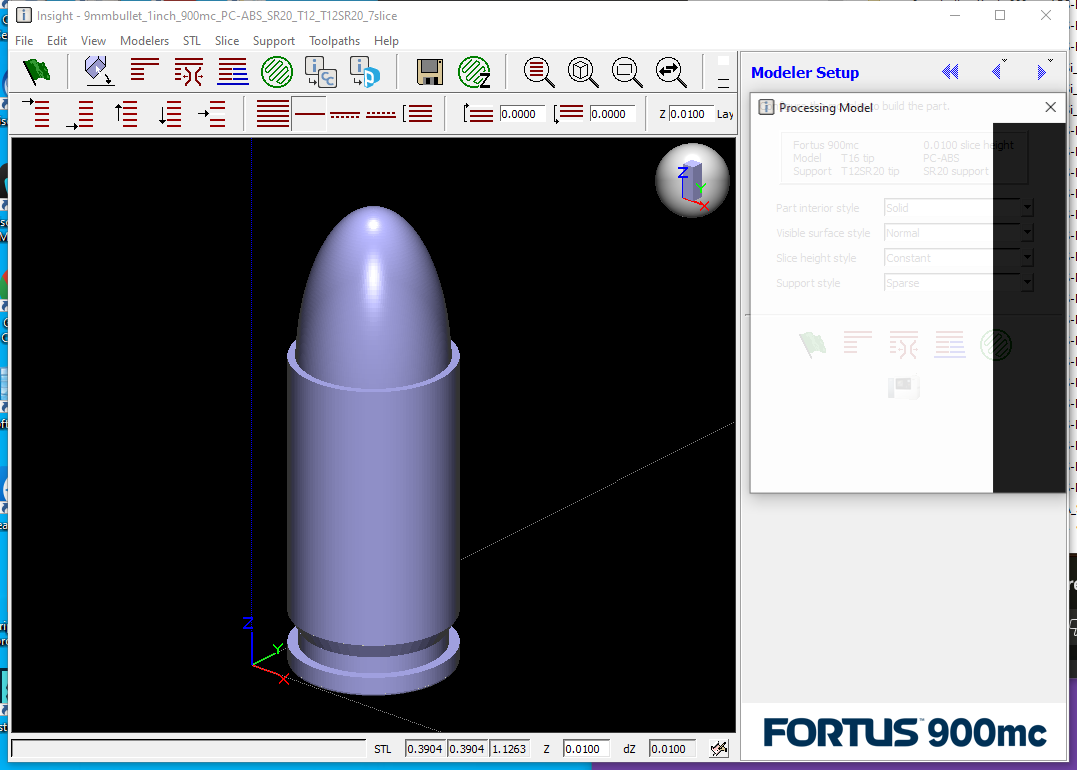 Insight - 9mmbullet_1inch_900mc_PC-ABS_SR20_T12_T12SR20_7slice
File Edit View Modelers STL Slice Support Toolpaths Help
0.0000 0.0000 Z 0.0100 Lay
Z
Y
X
Z
Y
X
STL 0.3904 0.3904 1.1263 Z 0.0100 dZ 0.0100
Modeler Setup
Processing Model
to build the part.
Fortus 900mc 0.0100 slice height
Model T16 tip PC-ABS
Support T12SR20 tip SR20 support
Part interior style Solid
Visible surface style Normal
Slice height style Constant
Support style Sparse
FORTUS™ 900mc